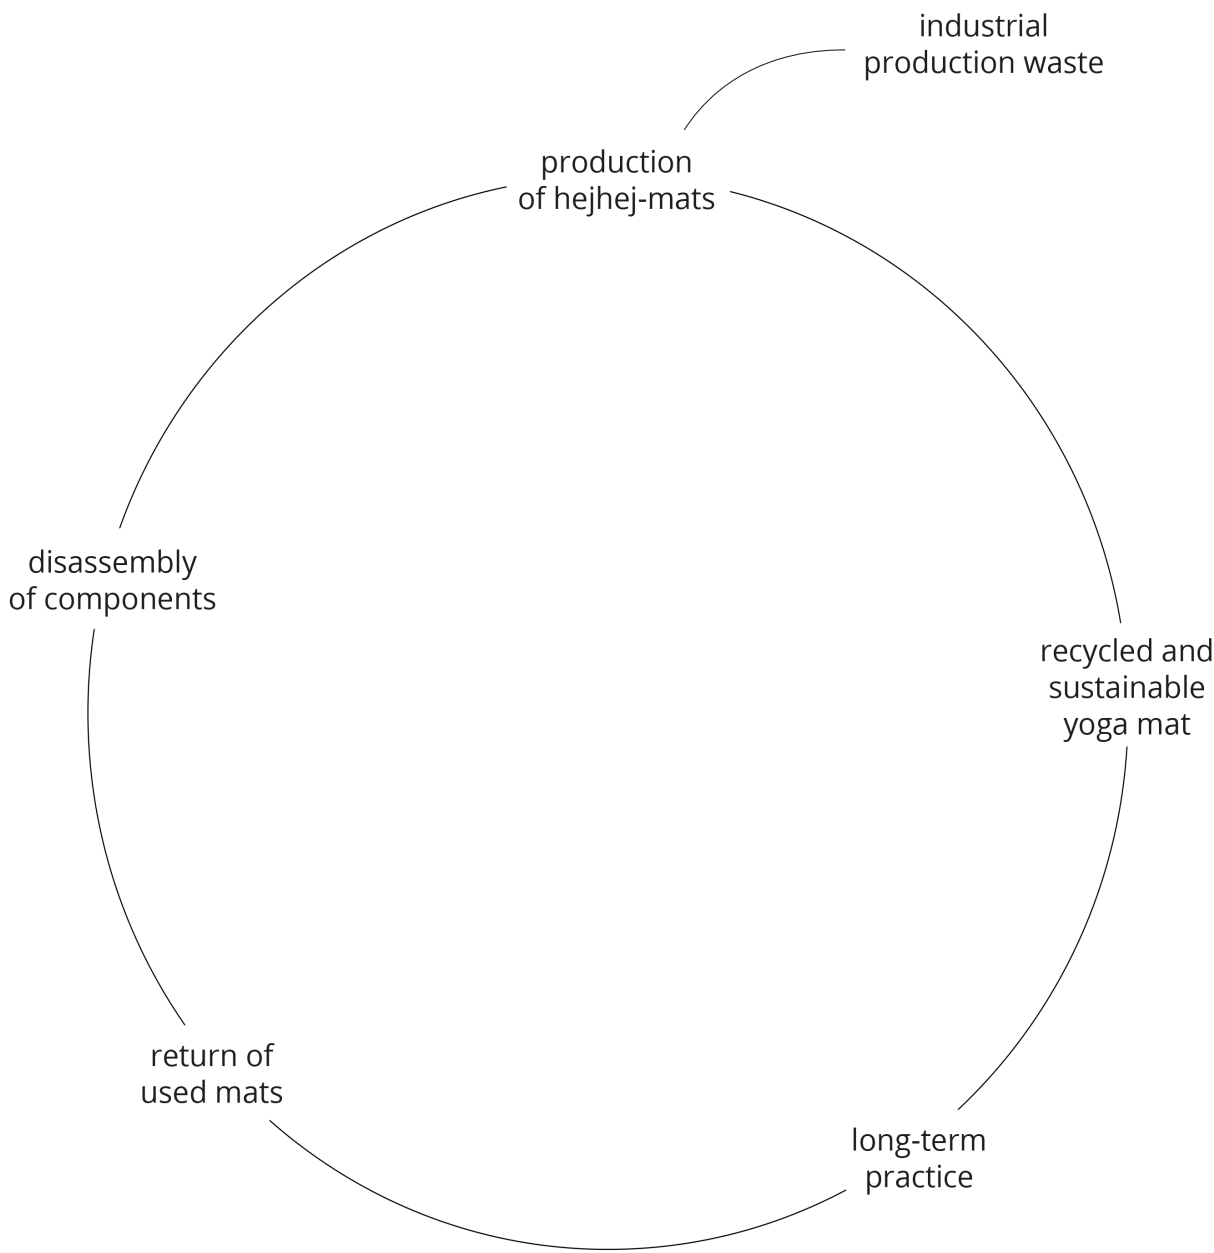 industrial
production waste
production
of hejhej-mats
recycled and
sustainable
yoga mat
long-term
practice
return of
used mats
disassembly
of components